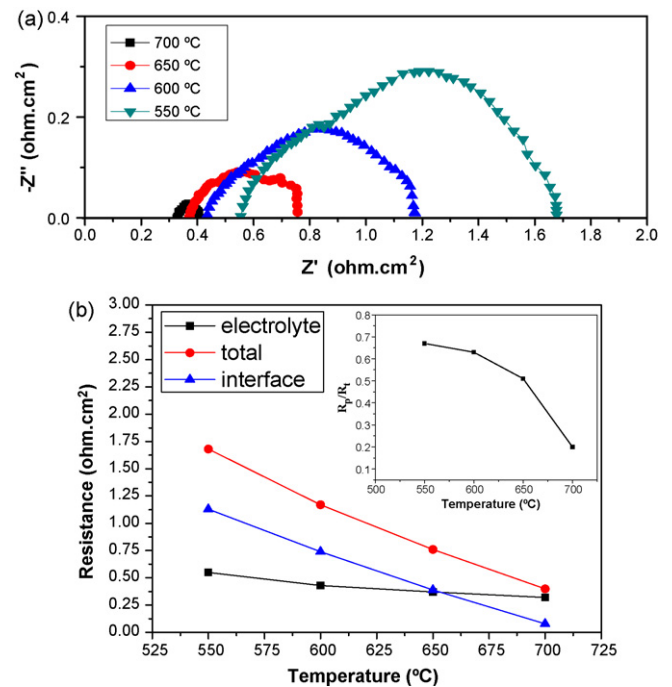 (a)
0.4
0.2
0.0
-Z" (ohm.cm²)
700 ºC
650 ºC
600 ºC
550 ºC
0.0 0.2 0.4 0.6 0.8 1.0 1.2 1.4 1.6 1.8 2.0
Z' (ohm.cm²)
(b)
3.00
2.75
2.50
2.25
2.00
1.75
1.50
1.25
1.00
0.75
0.50
0.25
0.00
Resistance (ohm.cm²)
electrolyte
total
interface
0.8
0.7
0.6
0.5
0.4
0.3
0.2
0.1
Rp/Rt
500 550 600 650 700
Temperature (ºC)
525 550 575 600 625 650 675 700 725
Temperature (ºC)